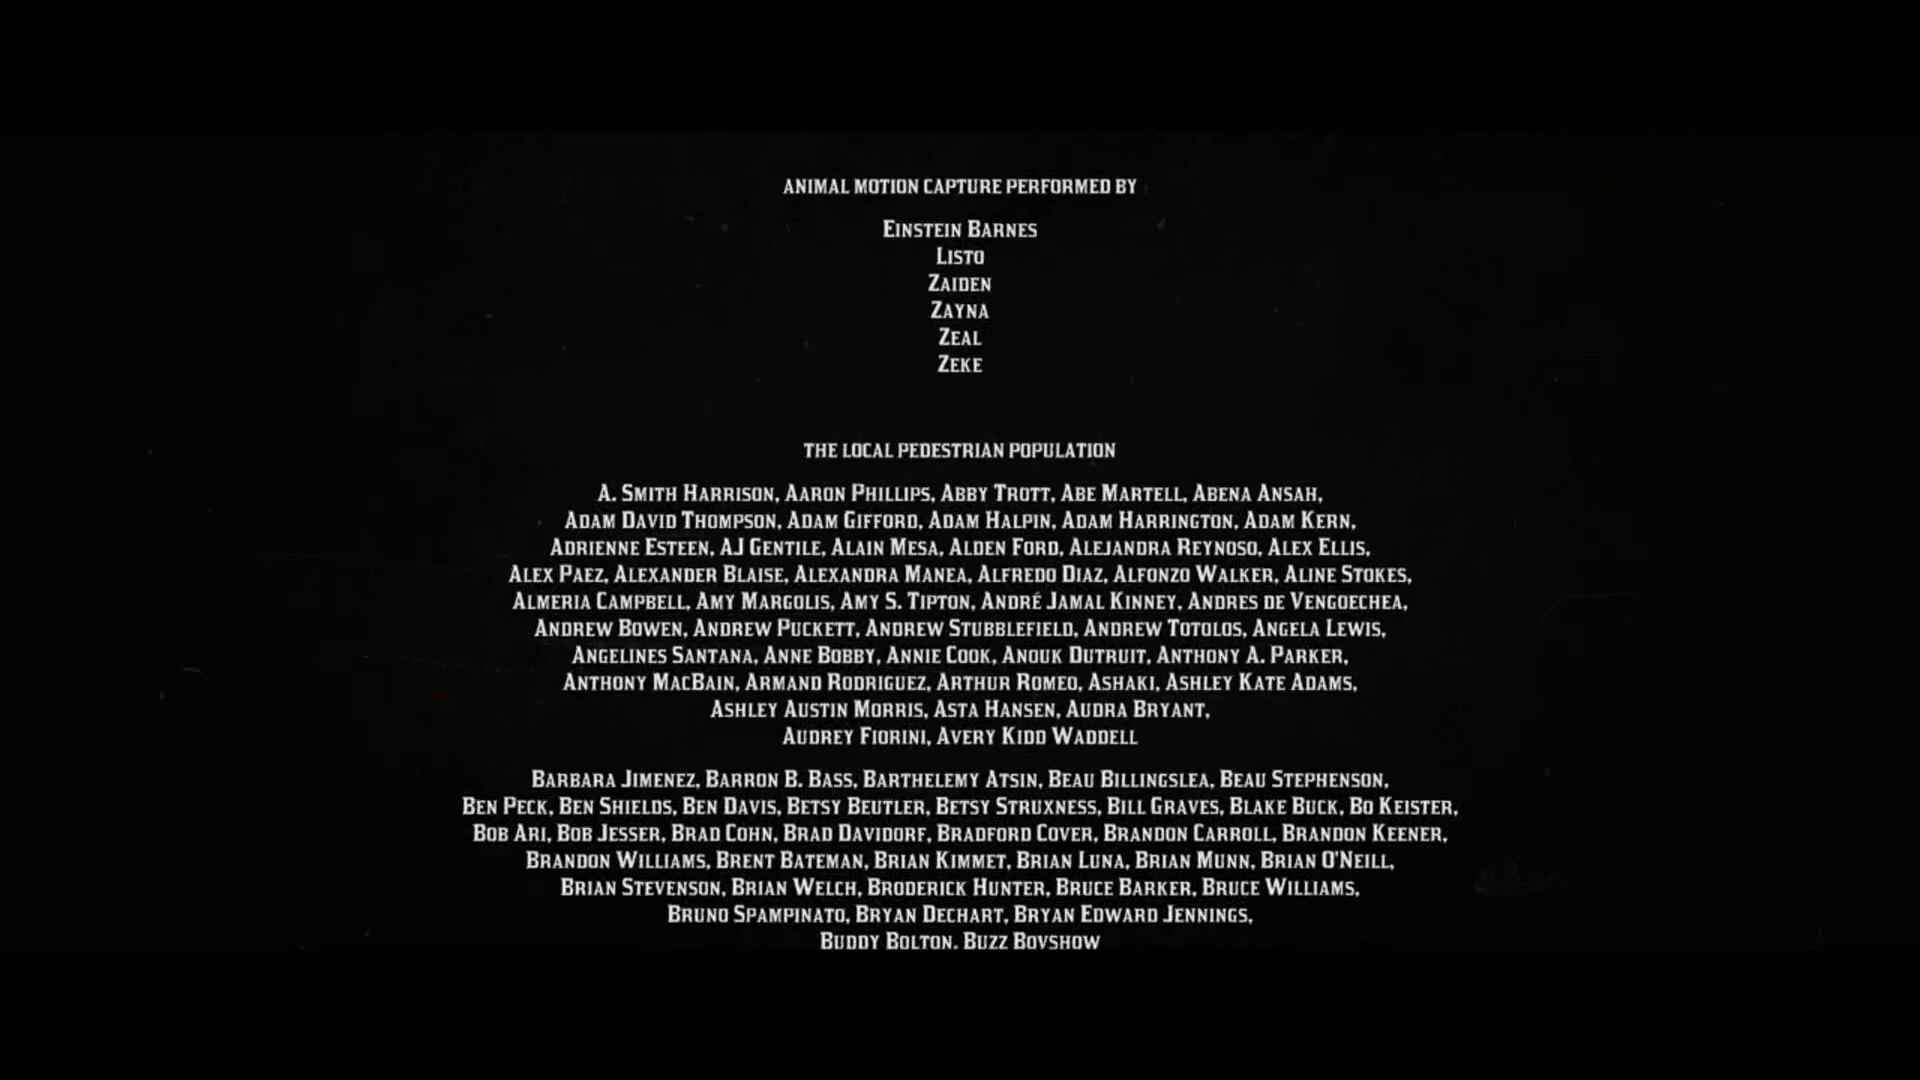 ANIMAL MOTION CAPTURE PERFORMED BY
EINSTEIN BARNES
LISTO
ZAIDEN
ZAYNA
ZEAL
ZEKE
THE LOCAL PEDESTRIAN POPULATION
A. SMITH HARRISON, AARON PHILLIPS, ABBY TROTT, ABE MARTELL, ABENA ANSAH,
ADAM DAVID THOMPSON, ADAM GIFFORD, ADAM HALPIN, ADAM HARRINGTON, ADAM KERN,
ADRIENNE ESTEEN, AJ GENTILE, ALAIN MESA, ALDEN FORD, ALEJANDRA REYNOSO, ALEX ELLIS,
ALEX PAEZ, ALEXANDER BLAISE, ALEXANDRA MANEA, ALFREDO DIAZ, ALFONZO WALKER, ALINE STOKES,
ALMERIA CAMPBELL, AMY MARGOLIS, AMY S. TIPTON, ANDRÉ JAMAL KINNEY, ANDRES DE VENGOECHEA,
ANDREW BOWEN, ANDREW PUCKETT, ANDREW STUBBLEFIELD, ANDREW TOTOLOS, ANGELA LEWIS,
ANGELINES SANTANA, ANNE BOBBY, ANNIE COOK, ANOUK DUTRUIT, ANTHONY A. PARKER,
ANTHONY MACBAIN, ARMAND RODRIGUEZ, ARTHUR ROMEO, ASHAKI, ASHLEY KATE ADAMS,
ASHLEY AUSTIN MORRIS, ASTA HANSEN, AUDRA BRYANT,
AUDREY FIORINI, AVERY KIDD WADDELL
BARBARA JIMENEZ, BARRON B. BASS, BARTHELEMY ATSIN, BEAU BILLINGSLEA, BEAU STEPHENSON,
BEN PECK, BEN SHIELDS, BEN DAVIS, BETSY BEUTLER, BETSY STRUXNESS, BILL GRAVES, BLAKE BUCK, BO KEISTER,
BOB ARI, BOB JESSER, BRAD COHN, BRAD DAVIDORF, BRADFORD COVER, BRANDON CARROLL, BRANDON KEENER,
BRANDON WILLIAMS, BRENT BATEMAN, BRIAN KIMMET, BRIAN LUNA, BRIAN MUNN, BRIAN O'NEILL,
BRIAN STEVENSON, BRIAN WELCH, BRODERICK HUNTER, BRUCE BARKER, BRUCE WILLIAMS,
BRUNO SPAMPINATO, BRYAN DECHART, BRYAN EDWARD JENNINGS,
BUDDY BOLTON, BUZZ BOVSHOW